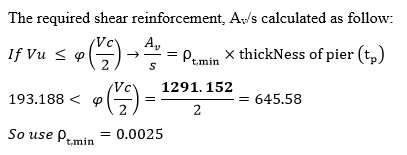 The required shear reinforcement, Av/s calculated as follow:
If Vu ≤ φ(Vc/2) → Av/s = ρt,min × thickNess of pier (tp)
193.188 < φ(Vc/2) = 1291.152/2 = 645.58
So use ρt,min = 0.0025